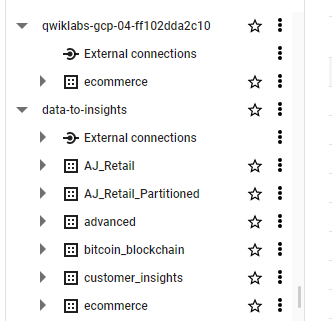 qwiklabs-gcp-04-ff102dda2c10
External connections
ecommerce
data-to-insights
External connections
AJ_Retail
AJ_Retail_Partitioned
advanced
bitcoin_blockchain
customer_insights
ecommerce